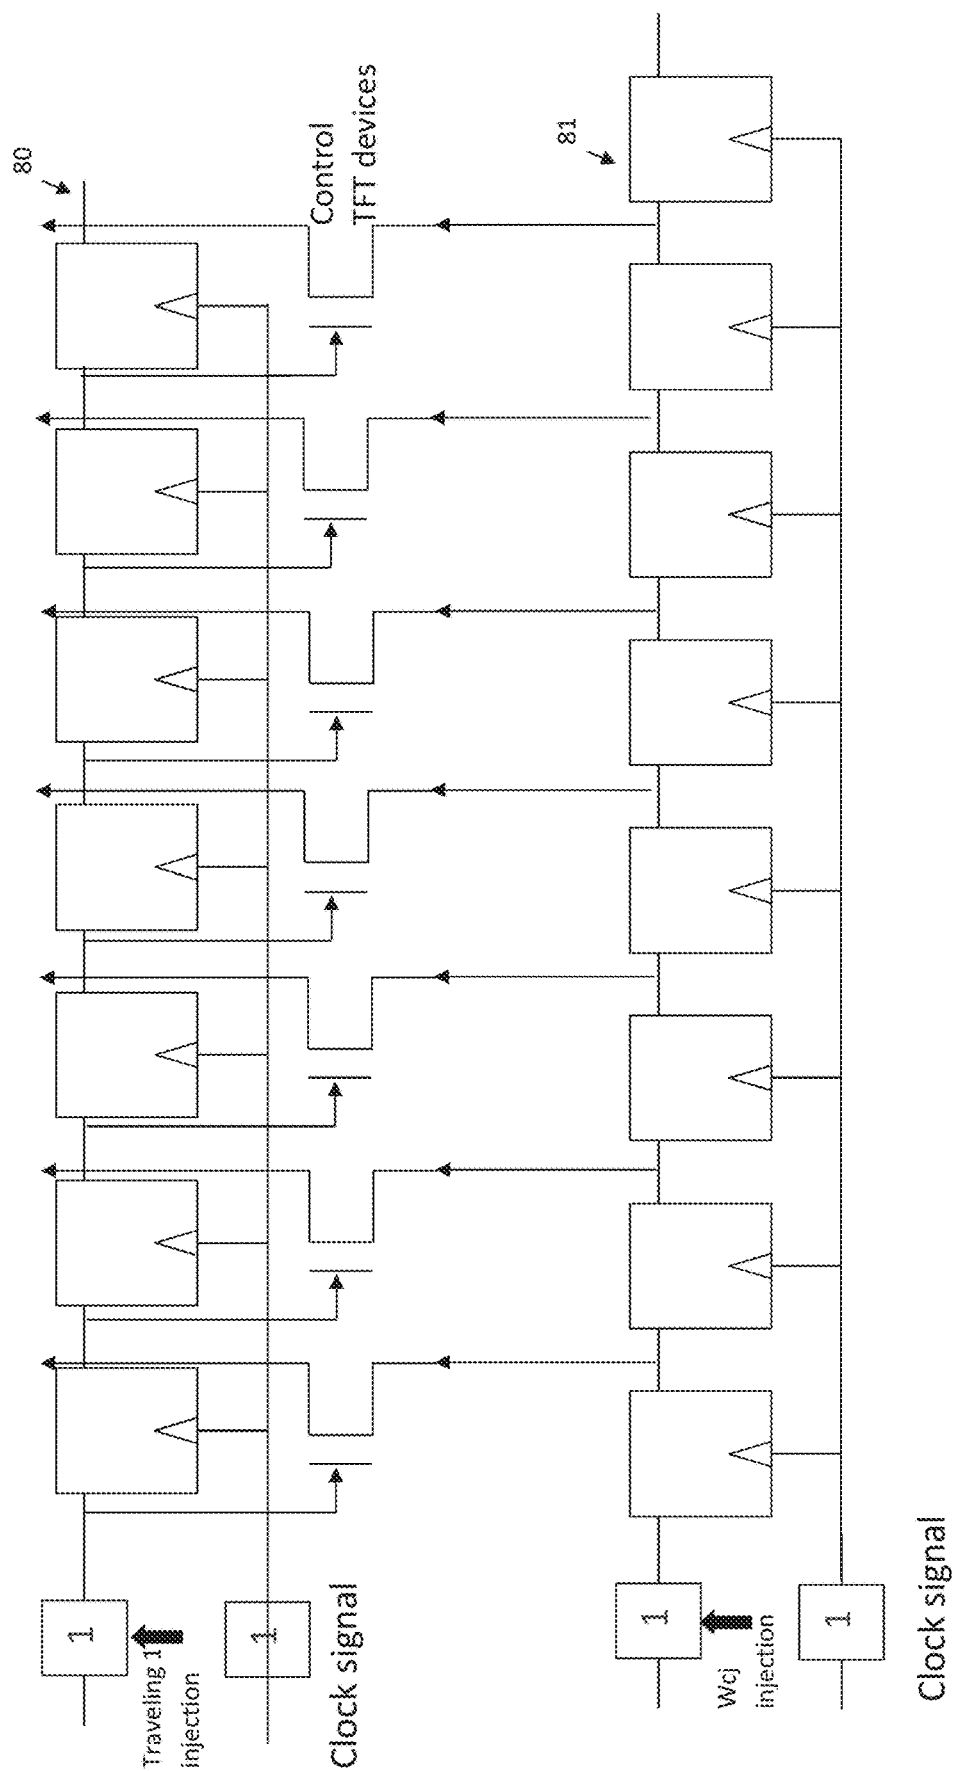 80
Control
TFT devices
81
1
Traveling 1
injection
1
Clock signal
1
Wcj
injection
1
Clock signal